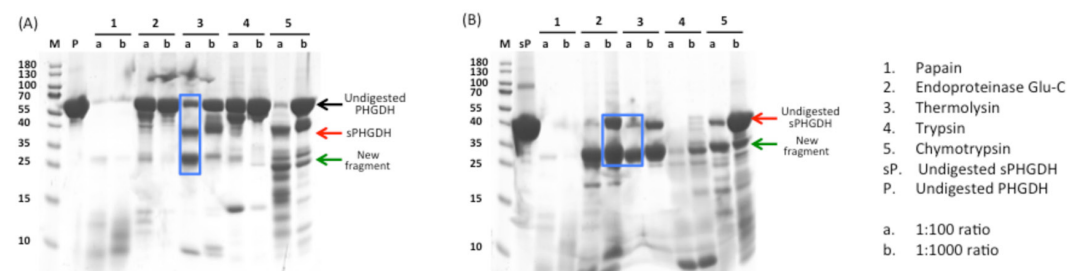 (A)
1 2 3 4 5
M P a b a b a b a b a b
180
130
100
70
55
40
35
25
15
10
Undigested
PHGDH
sPHGDH
New
fragment
(B)
1 2 3 4 5
M sP a b a b a b a b a b
180
130
100
70
55
40
35
25
15
10
Undigested
sPHGDH
New
fragment
1. Papain
2. Endoproteinase Glu-C
3. Thermolysin
4. Trypsin
5. Chymotrypsin
sP. Undigested sPHGDH
P. Undigested PHGDH
a. 1:100 ratio
b. 1:1000 ratio